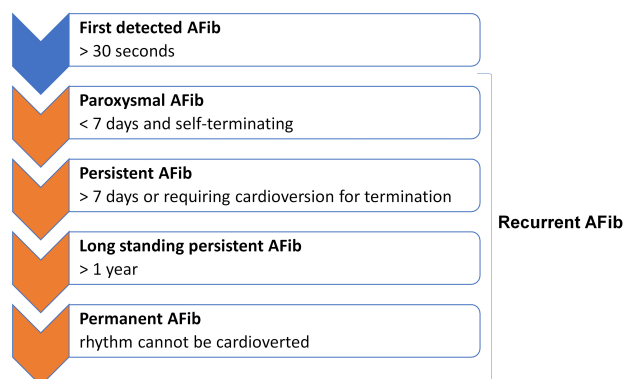 First detected AFib
> 30 seconds
Paroxysmal AFib
< 7 days and self-terminating
Persistent AFib
> 7 days or requiring cardioversion for termination
Recurrent AFib
Long standing persistent AFib
> 1 year
Permanent AFib
rhythm cannot be cardioverted